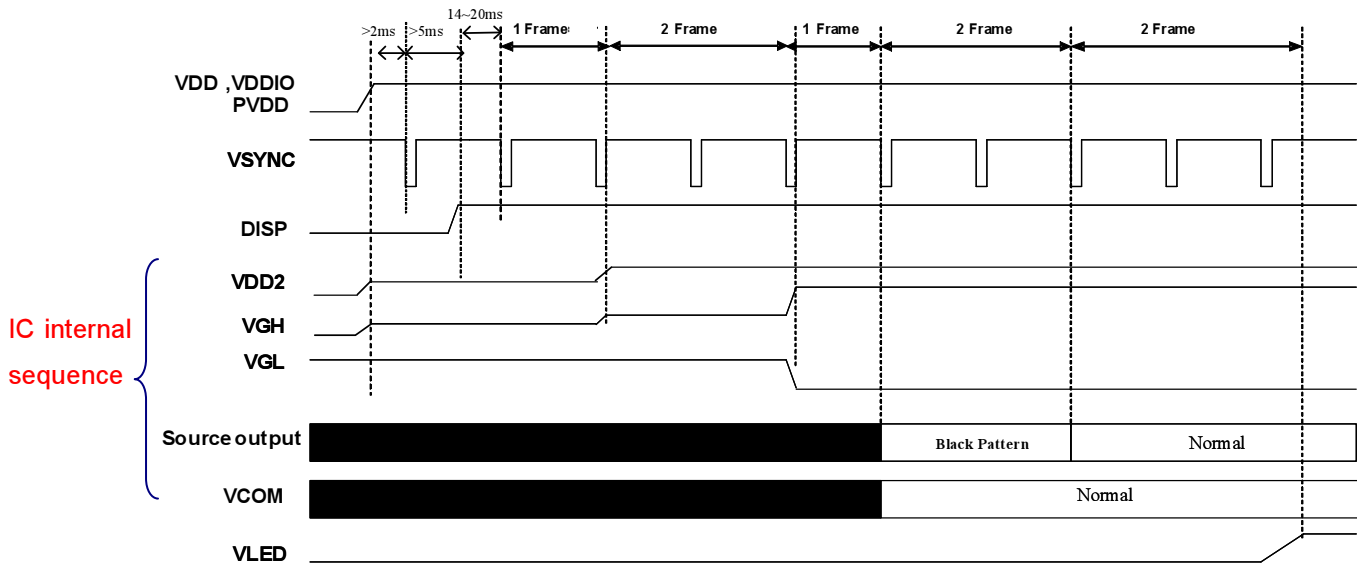 14~20ms
>2ms >5ms 1 Frame 2 Frame 1 Frame 2 Frame 2 Frame
VDD ,VDDIO
PVDD
VSYNC
DISP
VDD2
VGH
VGL
IC internal
sequence
Source output Black Pattern Normal
VCOM Normal
VLED